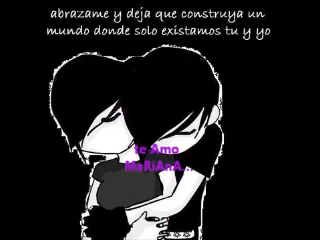 abrazame y deja que construya un
mundo donde solo existamos tu y yo
te Amo
MaRiAnA...